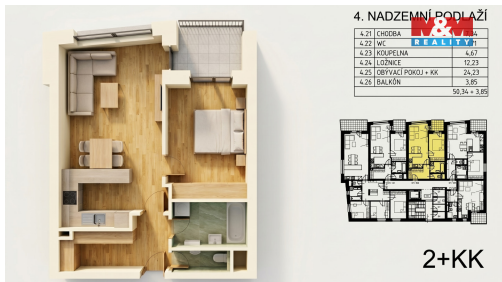 4. NADZEMNÍ PODLAŽÍ
M&M
REALITY
4.21 CHODBA
4.22 WC
4.23 KOUPELNA 4,67
4.24 LOŽNICE 12,23
4.25 OBÝVACÍ POKOJ + KK 24,23
4.26 BALKÓN 3,85
50,34 + 3,85
2+KK